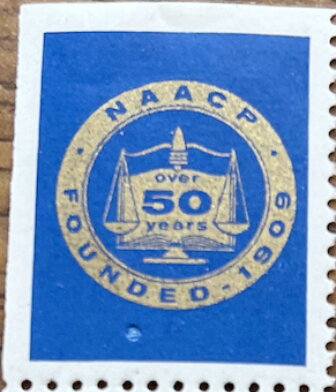 NAACP
over
50
years
FOUNDED - 1909